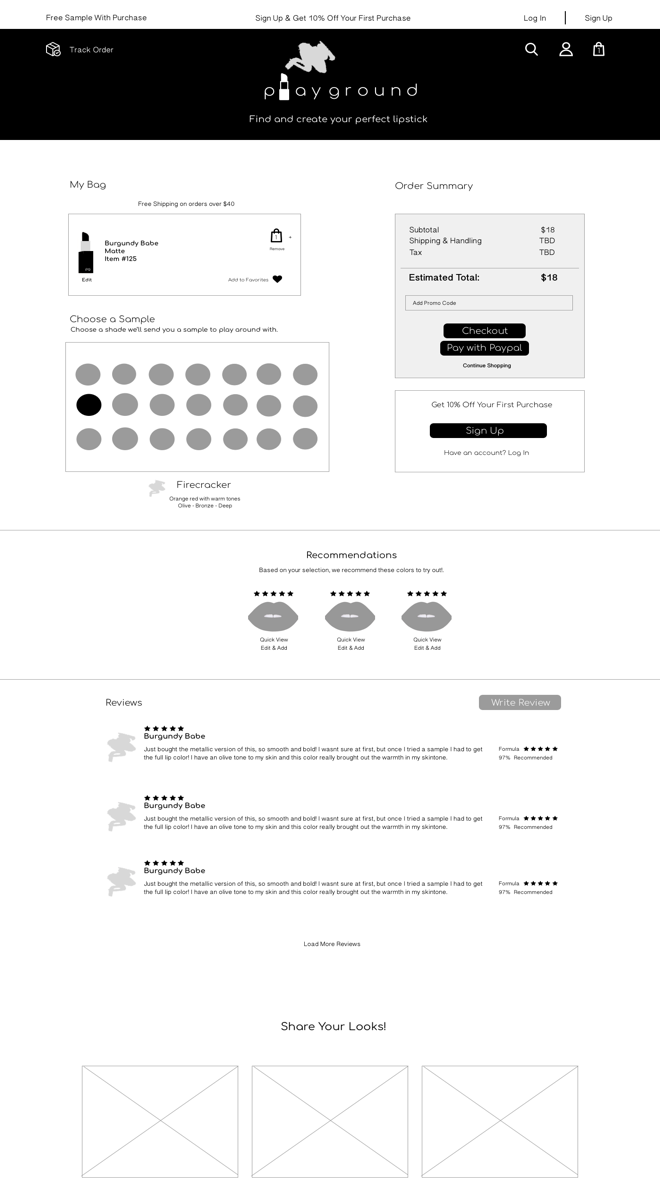 Free Sample With Purchase
Sign Up & Get 10% Off Your First Purchase
Log In
Sign Up
Track Order
1
playground
Find and create your perfect lipstick
My Bag
Free Shipping on orders over $40
Burgundy Babe
Matte
Item #125
1
Remove
Edit
Add to Favorites
Order Summary
Subtotal $18
Shipping & Handling TBD
Tax TBD
Estimated Total: $18
Add Promo Code
Checkout
Pay with Paypal
Continue Shopping
Get 10% Off Your First Purchase
Sign Up
Have an account? Log In
Choose a Sample
Choose a shade we'll send you a sample to play around with.
Firecracker
Orange red with warm tones
Olive - Bronze - Deep
Recommendations
Based on your selection, we recommend these colors to try out!.
Quick View
Edit & Add
Quick View
Edit & Add
Quick View
Edit & Add
Reviews
Write Review
Burgundy Babe
Just bought the metallic version of this, so smooth and bold! I wasnt sure at first, but once I tried a sample I had to get
the full lip color! I have an olive tone to my skin and this color really brought out the warmth in my skintone.
Formula
97% Recommended
Burgundy Babe
Just bought the metallic version of this, so smooth and bold! I wasnt sure at first, but once I tried a sample I had to get
the full lip color! I have an olive tone to my skin and this color really brought out the warmth in my skintone.
Formula
97% Recommended
Burgundy Babe
Just bought the metallic version of this, so smooth and bold! I wasnt sure at first, but once I tried a sample I had to get
the full lip color! I have an olive tone to my skin and this color really brought out the warmth in my skintone.
Formula
97% Recommended
Load More Reviews
Share Your Looks!